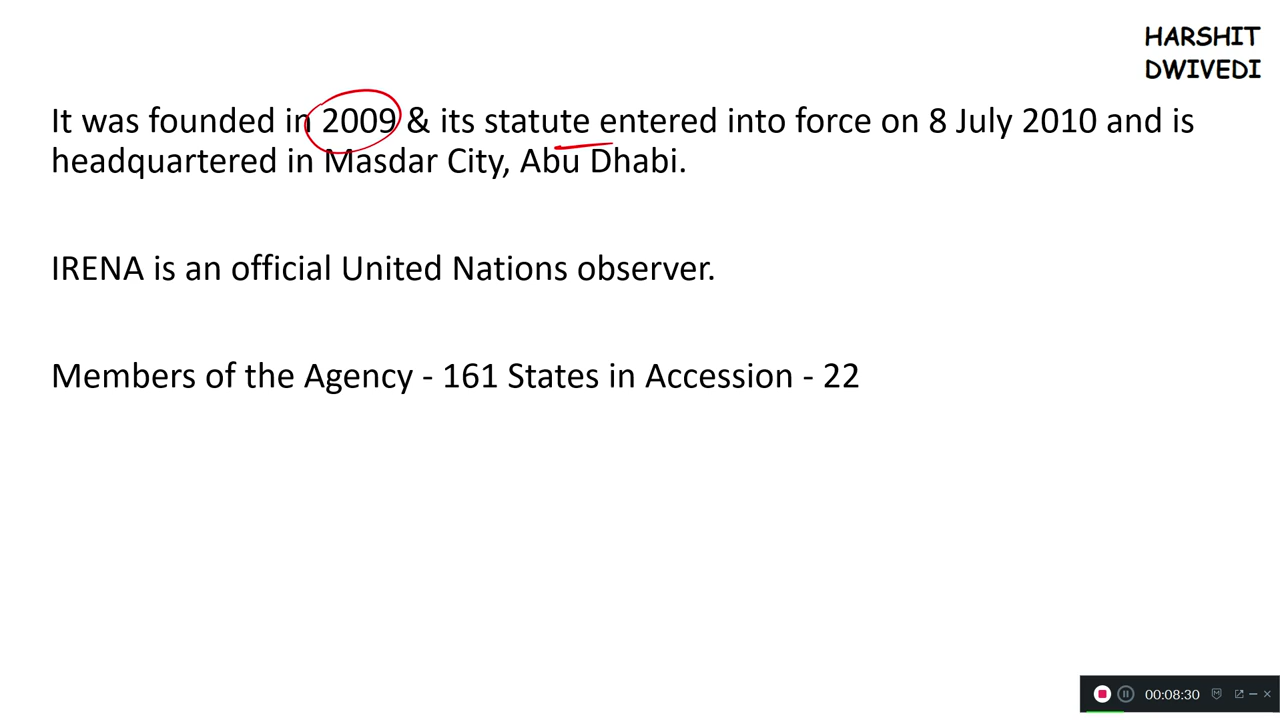 HARSHIT
DWIVEDI
It was founded in 2009 & its statute entered into force on 8 July 2010 and is
headquartered in Masdar City, Abu Dhabi.
IRENA is an official United Nations observer.
Members of the Agency - 161 States in Accession - 22
00:08:30